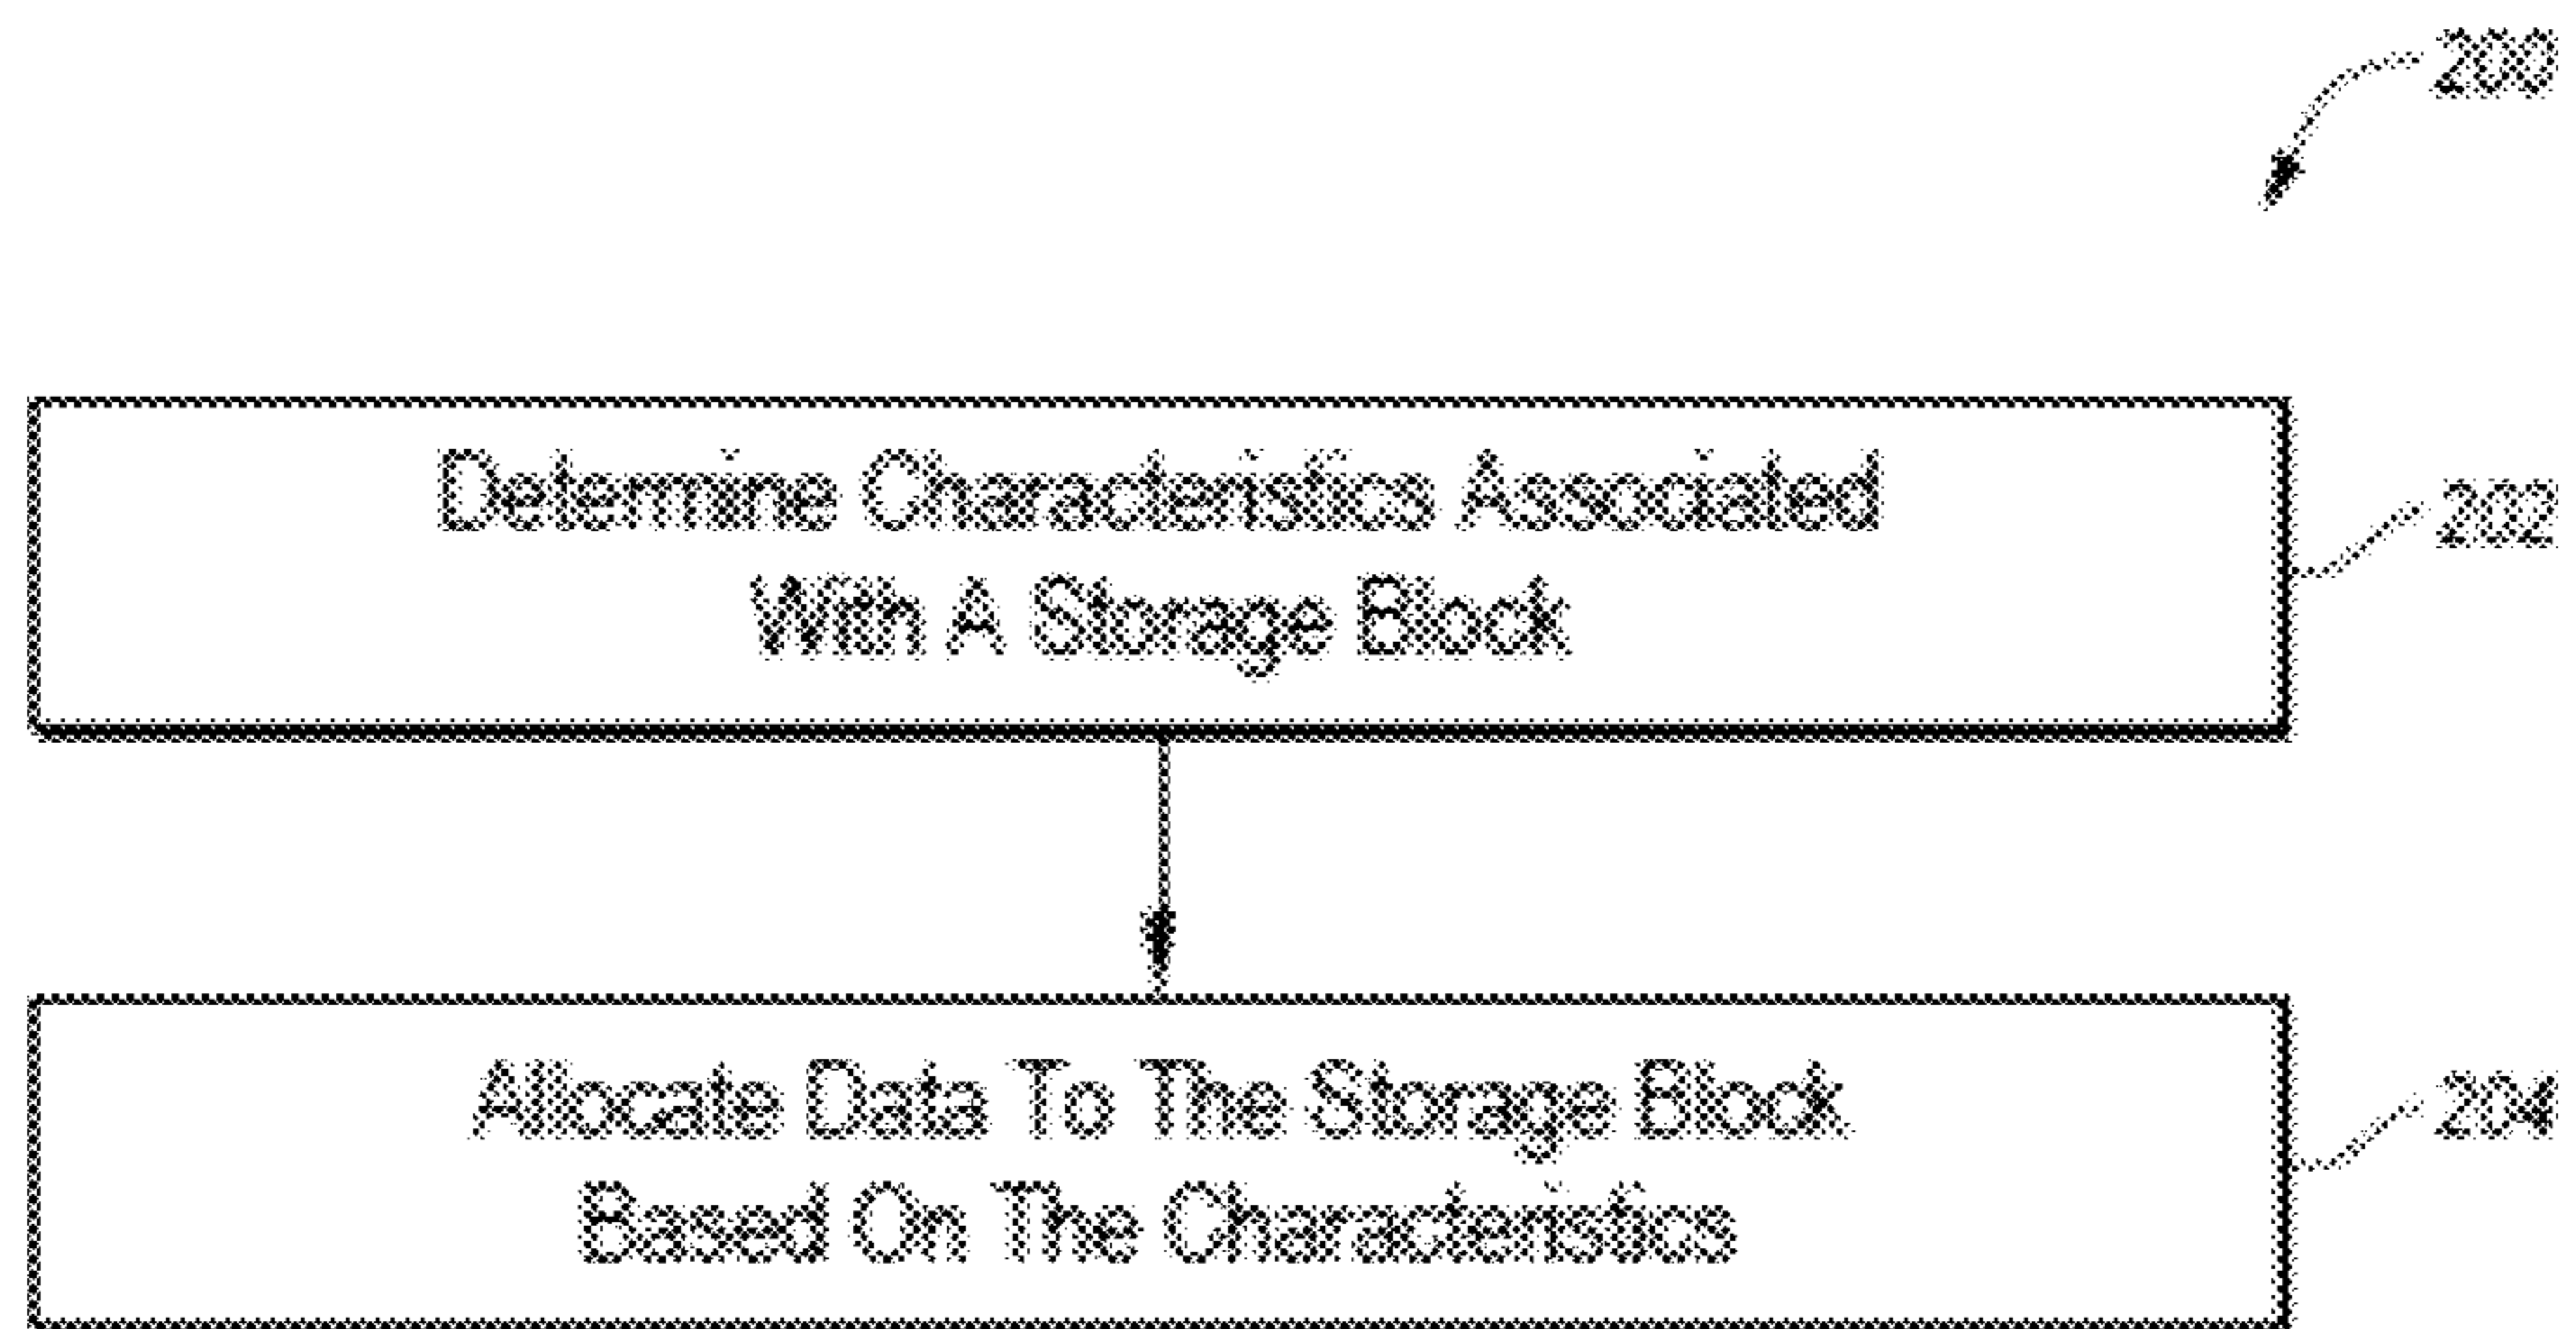 200
Determine Characteristics Associated
With A Storage Block
202
Allocate Data To The Storage Block
Based On The Characteristics
204